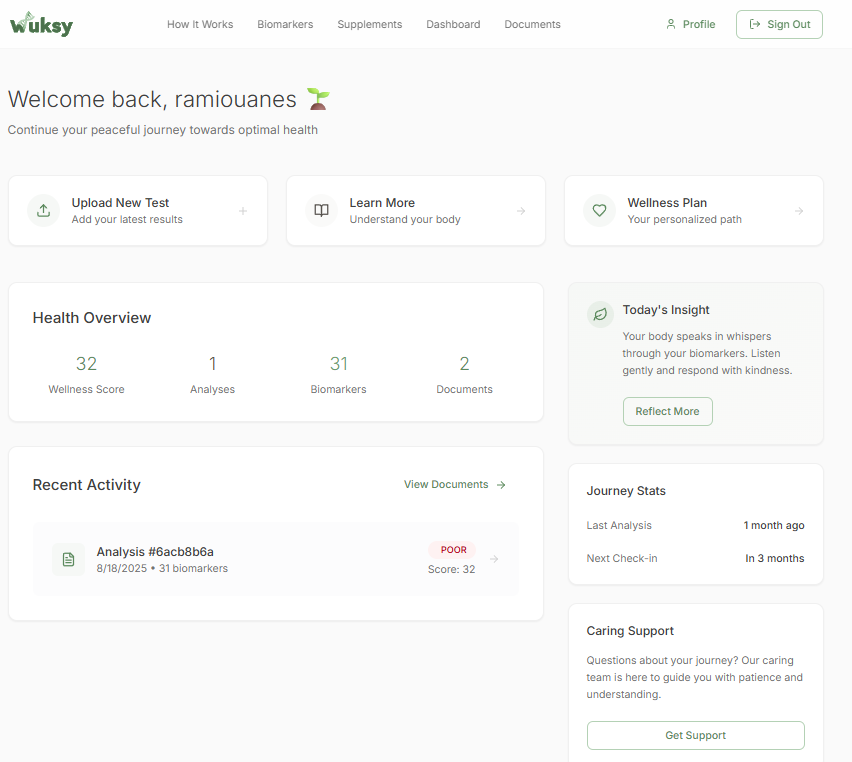 Wuksy
How It Works
Biomarkers
Supplements
Dashboard
Documents
Profile
Sign Out
Welcome back, ramiouanes 🌱
Continue your peaceful journey towards optimal health
Upload New Test
Add your latest results
Learn More
Understand your body
Wellness Plan
Your personalized path
Health Overview
32
Wellness Score
1
Analyses
31
Biomarkers
2
Documents
Recent Activity
View Documents →
Analysis #6acb8b6a
8/18/2025 • 31 biomarkers
POOR
Score: 32
Today's Insight
Your body speaks in whispers
through your biomarkers. Listen
gently and respond with kindness.
Reflect More
Journey Stats
Last Analysis
1 month ago
Next Check-in
In 3 months
Caring Support
Questions about your journey? Our caring
team is here to guide you with patience and
understanding.
Get Support